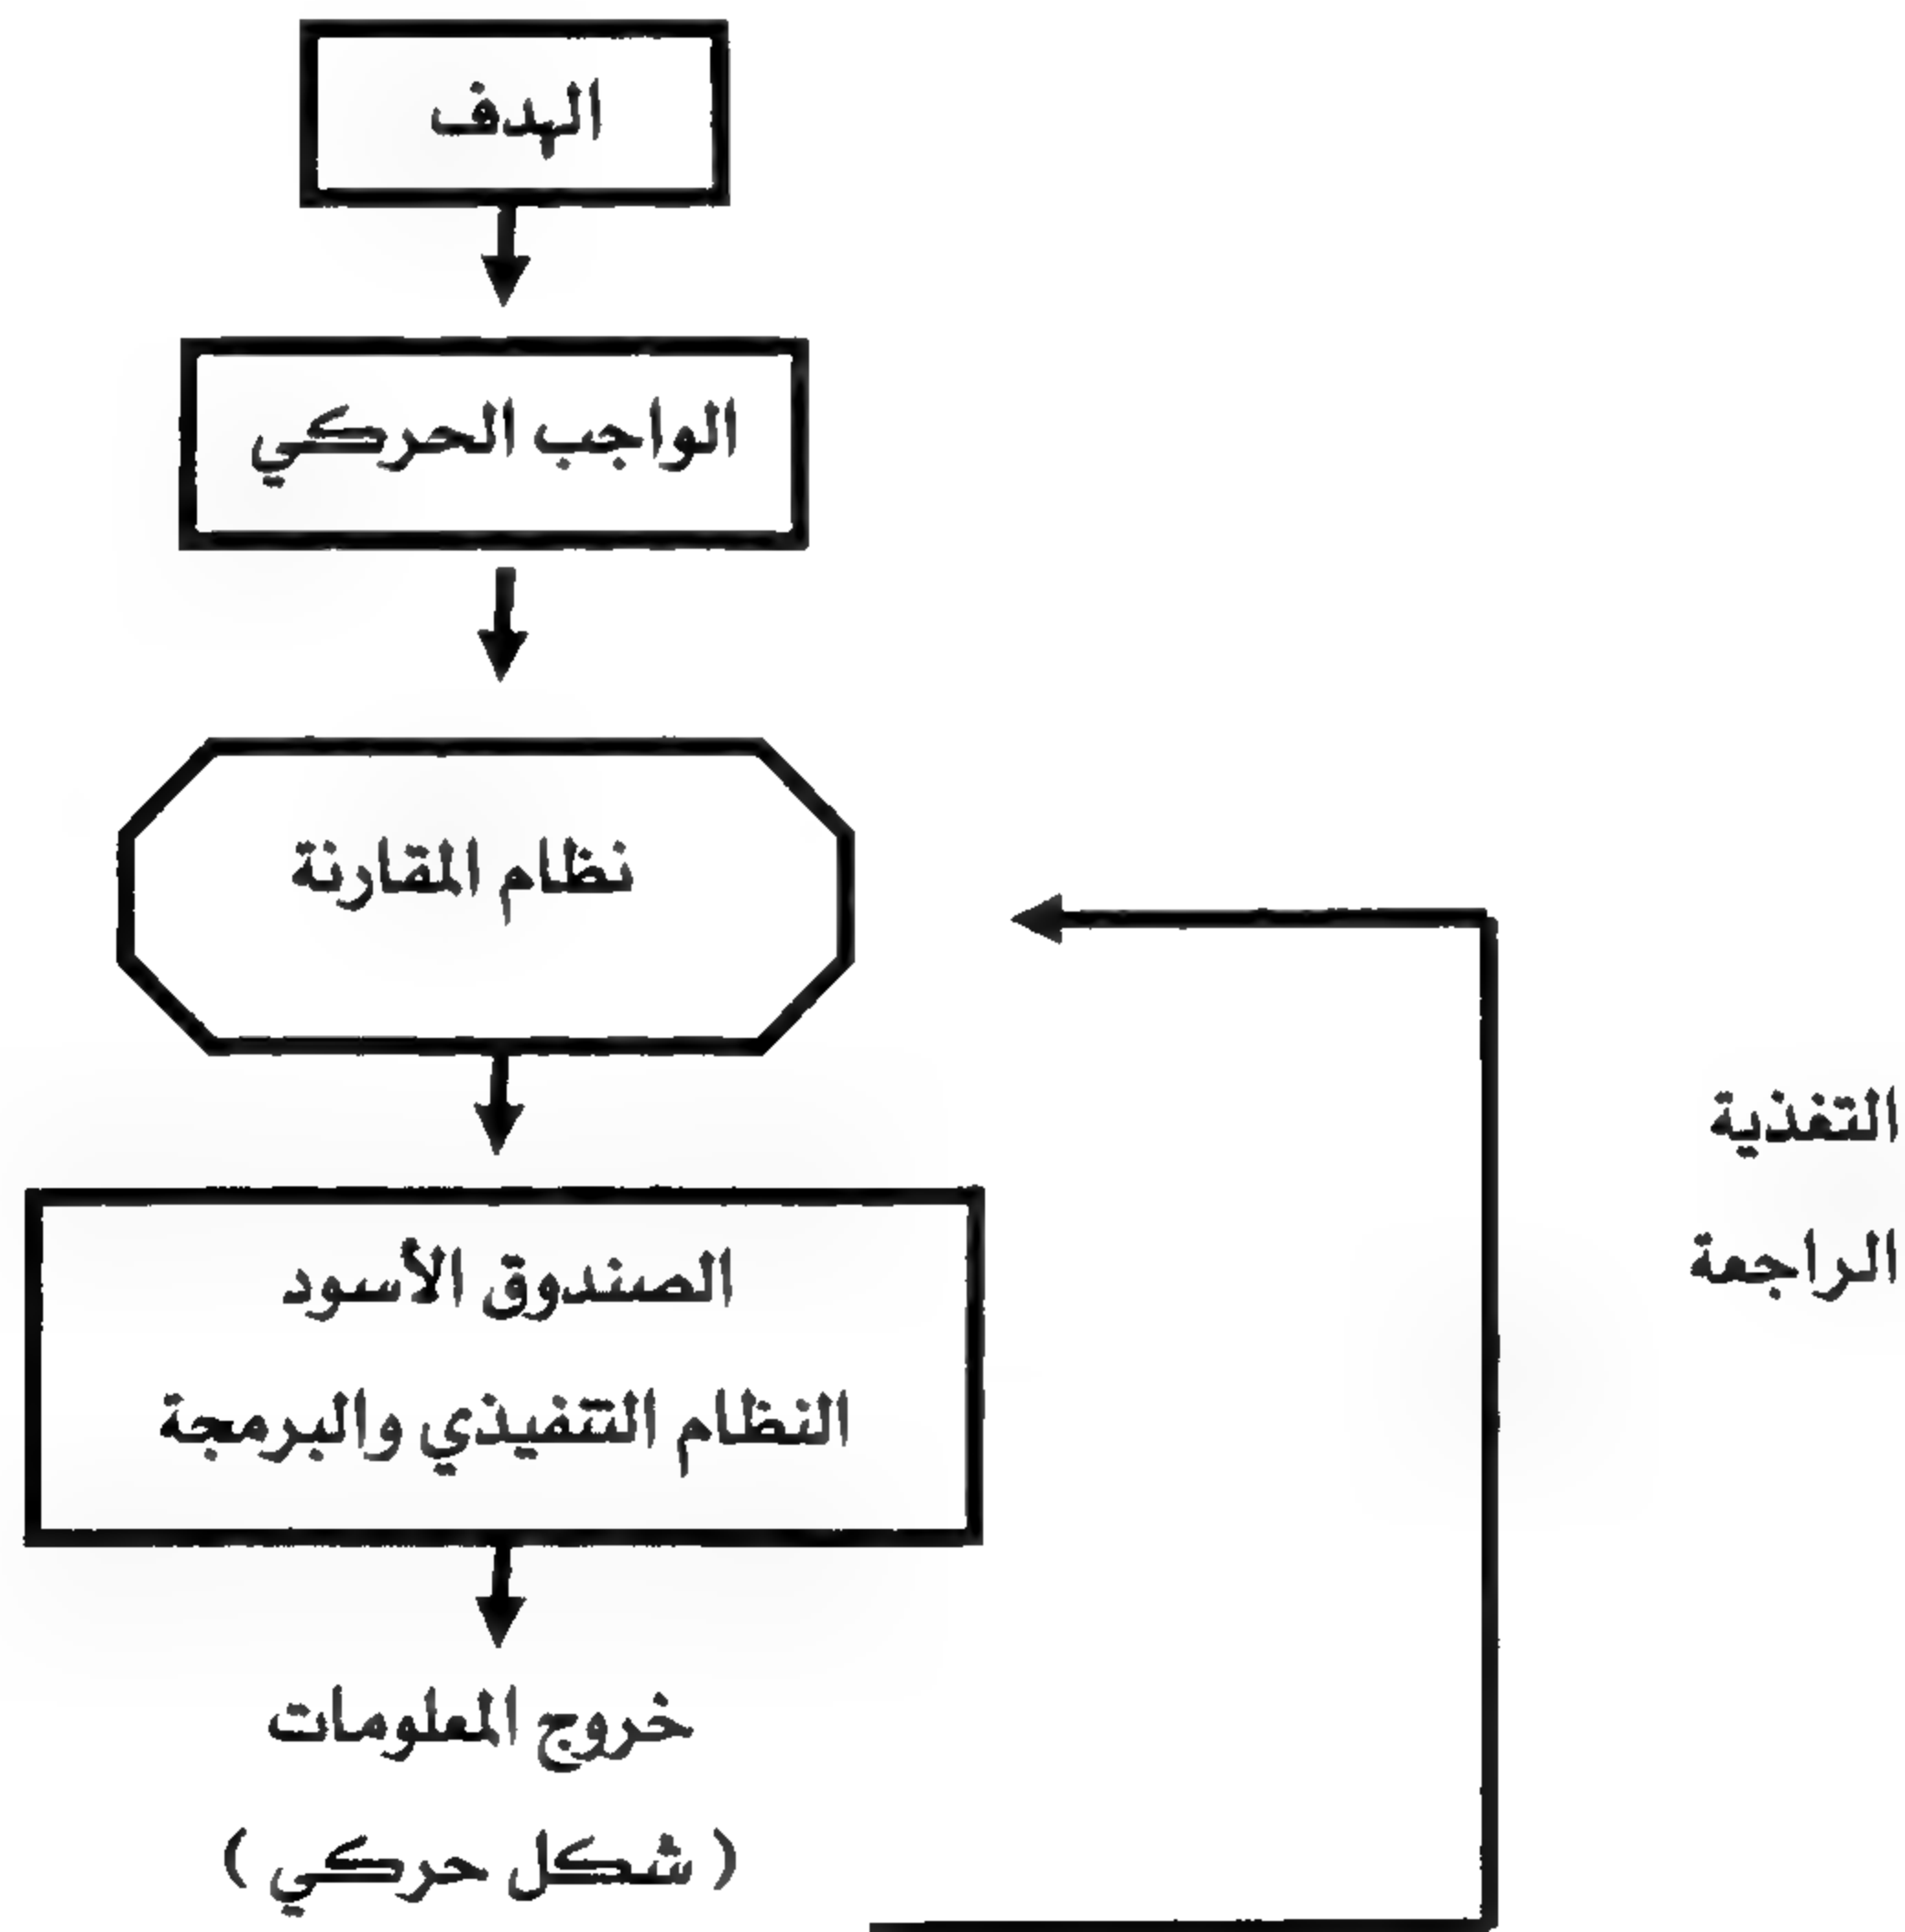 الهدف
الواجب الحركي
نظام المقارنة
التغذية
الراجعة
الصندوق الأسود
النظام التنفيذي والبرمجة
خروج المعلومات
( شكل حركي )